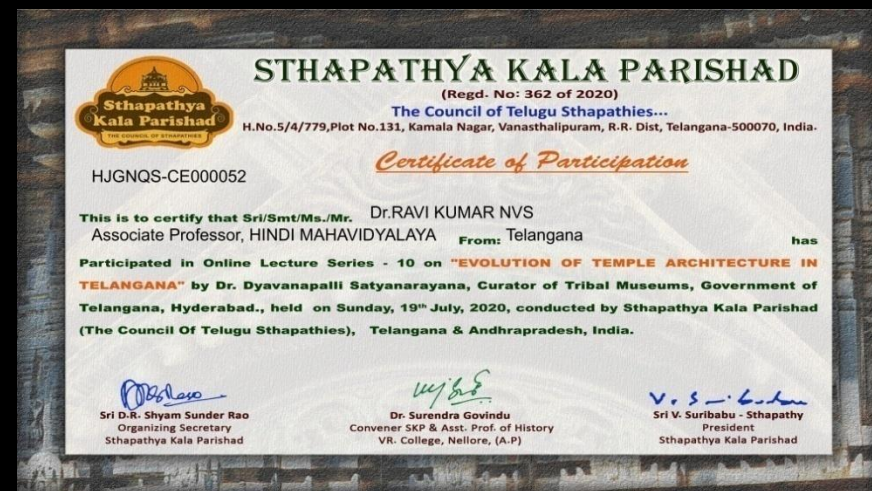 STHAPATHYA KALA PARISHAD
(Regd. No: 362 of 2020)
The Council of Telugu Sthapathies...
H.No.5/4/779,Plot No.131, Kamala Nagar, Vanasthalipuram, R.R. Dist, Telangana-500070, India.
Sthapathya
Kala Parishad
THE COUNCIL OF STHAPATHIES
Certificate of Participation
HJGNQS-CE000052
This is to certify that Sri/Smt/Ms./Mr. Dr.RAVI KUMAR NVS
Associate Professor, HINDI MAHAVIDYALAYA From: Telangana has
Participated in Online Lecture Series - 10 on "EVOLUTION OF TEMPLE ARCHITECTURE IN
TELANGANA" by Dr. Dyavanapalli Satyanarayana, Curator of Tribal Museums, Government of
Telangana, Hyderabad., held on Sunday, 19th July, 2020, conducted by Sthapathya Kala Parishad
(The Council Of Telugu Sthapathies), Telangana & Andhrapradesh, India.
Sri D.R. Shyam Sunder Rao
Organizing Secretary
Sthapathya Kala Parishad
Dr. Surendra Govindu
Convener SKP & Asst. Prof. of History
VR. College, Nellore, (A.P)
Sri V. Suribabu - Sthapathy
President
Sthapathya Kala Parishad